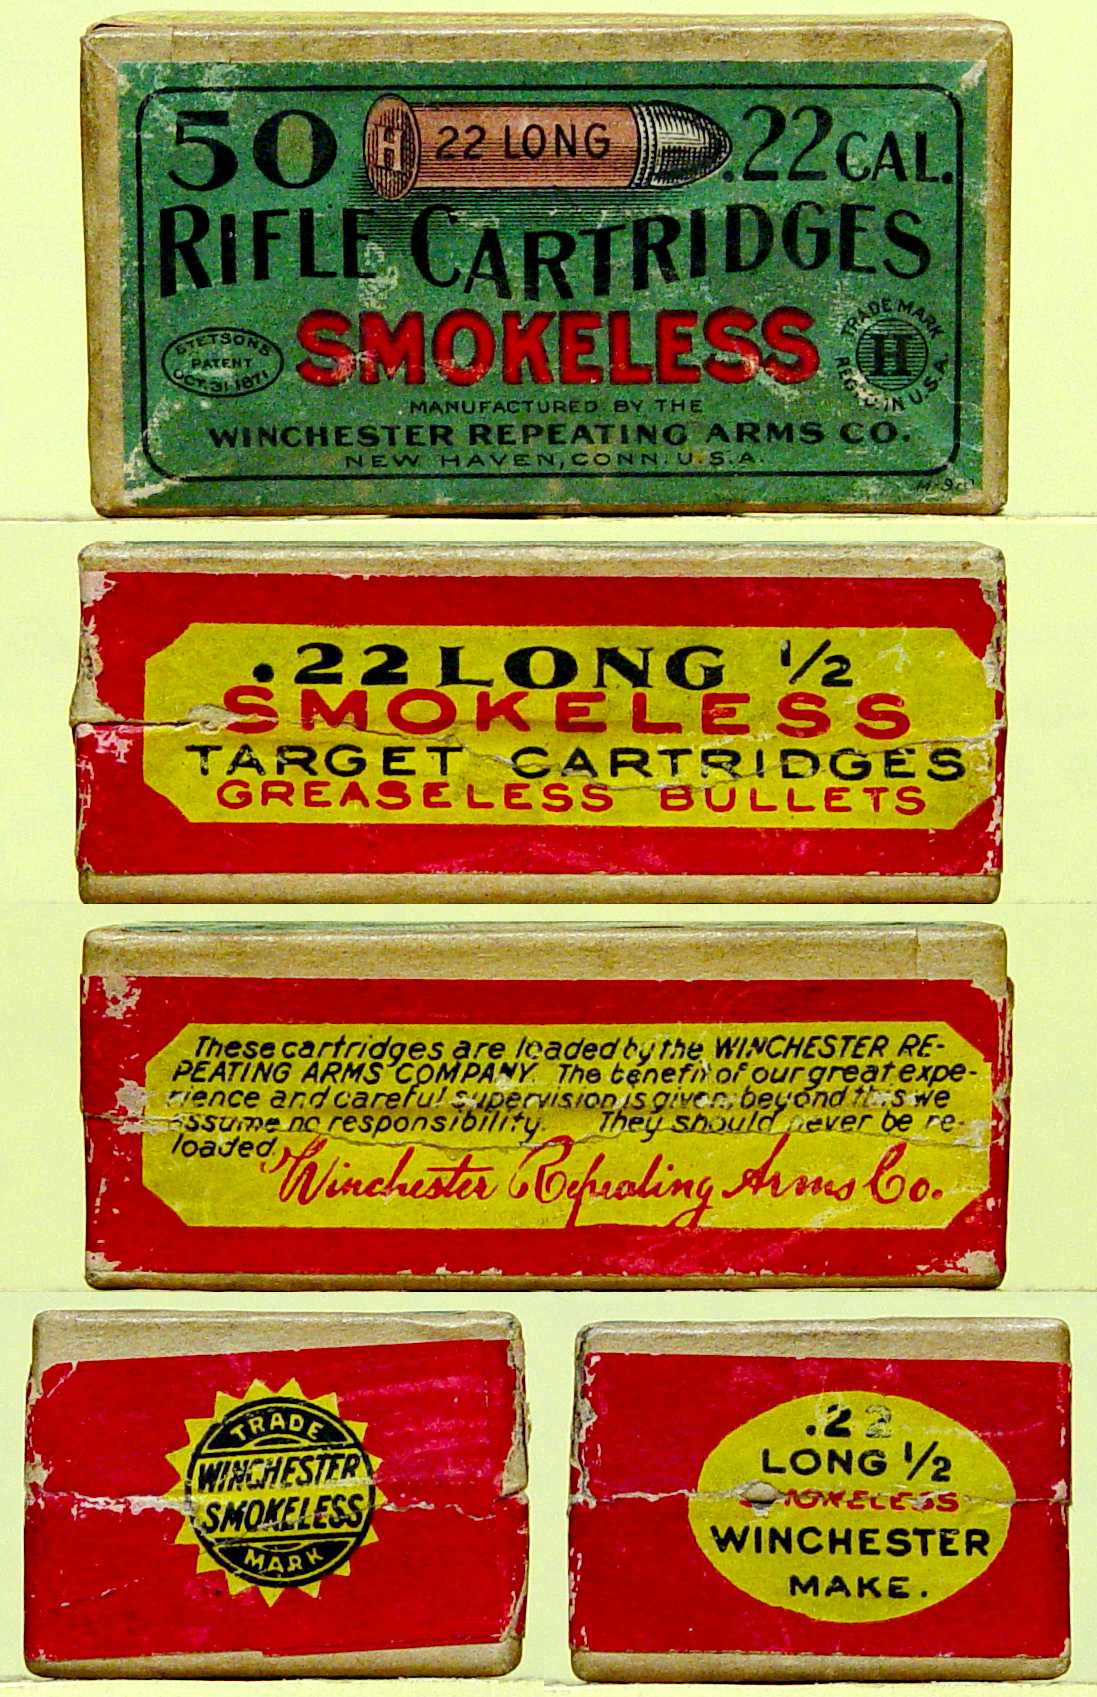 50
H
22 LONG
.22 CAL.
RIFLE CARTRIDGES
SMOKELESS
STETSON'S
PATENT
OCT. 31, 1871
TRADE MARK
H
REG'D. IN U.S.A.
MANUFACTURED BY THE
WINCHESTER REPEATING ARMS CO.
NEW HAVEN, CONN. U.S.A.
.22 LONG 1/2
SMOKELESS
TARGET CARTRIDGES
GREASELESS BULLETS
These cartridges are loaded by the WINCHESTER RE-
PEATING ARMS COMPANY. The benefit of our great expe-
rience and careful supervision is given, beyond this we
assume no responsibility. They should never be re-
loaded.
Winchester Repeating Arms Co.
TRADE
WINCHESTER
SMOKELESS
MARK
.22
LONG 1/2
SMOKELESS
WINCHESTER
MAKE.